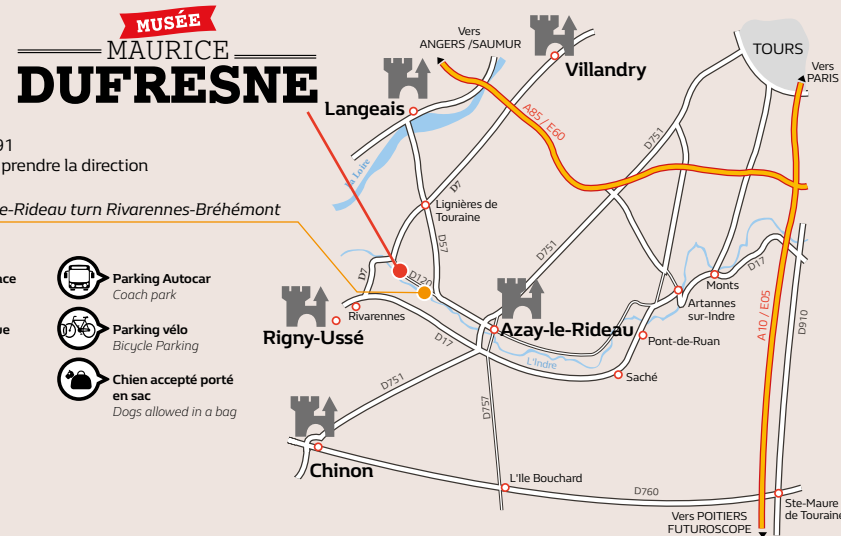 MUSÉE
MAURICE
DUFRESNE
91
prendre la direction
e-Rideau turn Rivarennes-Bréhémont
ace
Parking Autocar
Coach park
ue
Parking vélo
Bicycle Parking
Chien accepté porté
en sac
Dogs allowed in a bag
Vers
ANGERS /SAUMUR
Villandry
Langeais
TOURS
Vers
PARIS
A85 / E60
D751
La Loire
D7
Lignières de
Touraine
D57
D751
D7
D120
Monts
D17
Artannes
sur-Indre
Rivarennes
Rigny-Ussé
Azay-le-Rideau
Pont-de-Ruan
A10 / E05
D910
D17
L'Indre
Saché
D751
D757
Chinon
L'Ile Bouchard
D760
Ste-Maure
de Touraine
Vers POITIERS
FUTUROSCOPE